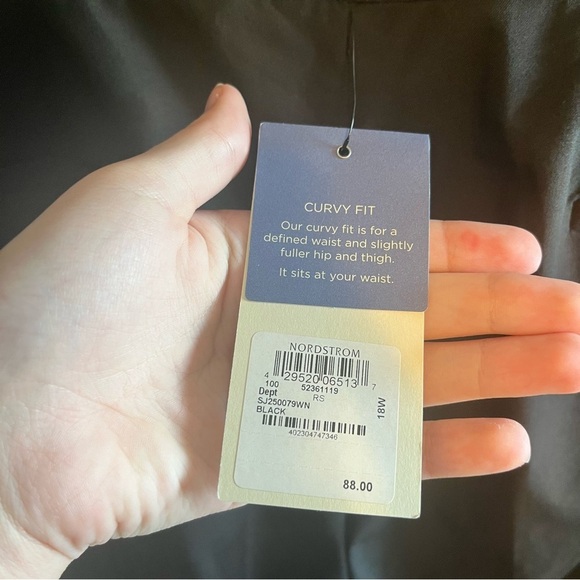 CURVY FIT
Our curvy fit is for a
defined waist and slightly
fuller hip and thigh.
It sits at your waist.
NORDSTROM
4 29520 06513 7
100 52361119
Dept RS
SJ250079WN
BLACK
18W
402304747346
88.00